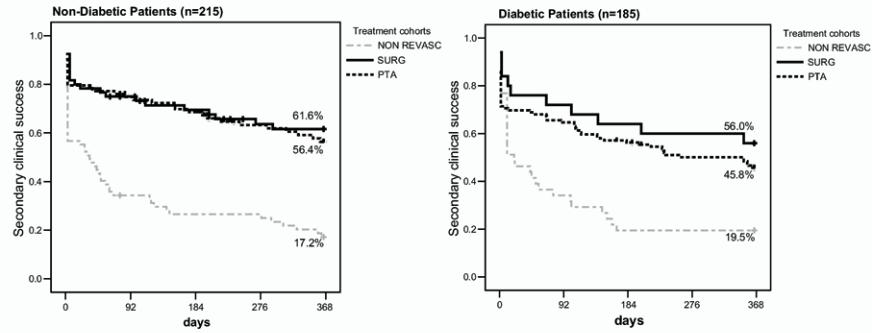 Non-Diabetic Patients (n=215)
Treatment cohorts
NON REVASC
SURG
PTA
Secondary clinical success
1.0
0.8
0.6
0.4
0.2
0.0
61.6%
56.4%
17.2%
0
92
184
276
368
days
Diabetic Patients (n=185)
Treatment cohorts
NON REVASC
SURG
PTA
Secondary clinical success
1.0
0.8
0.6
0.4
0.2
0.0
56.0%
45.8%
19.5%
0
92
184
276
368
days